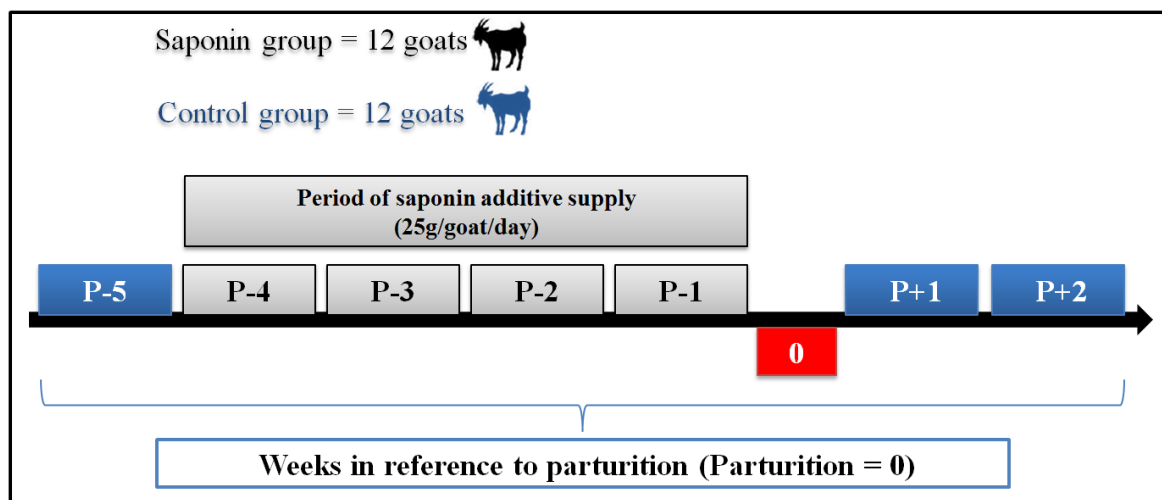 Saponin group = 12 goats
Control group = 12 goats
Period of saponin additive supply
(25g/goat/day)
P-5 P-4 P-3 P-2 P-1 P+1 P+2
0
Weeks in reference to parturition (Parturition = 0)